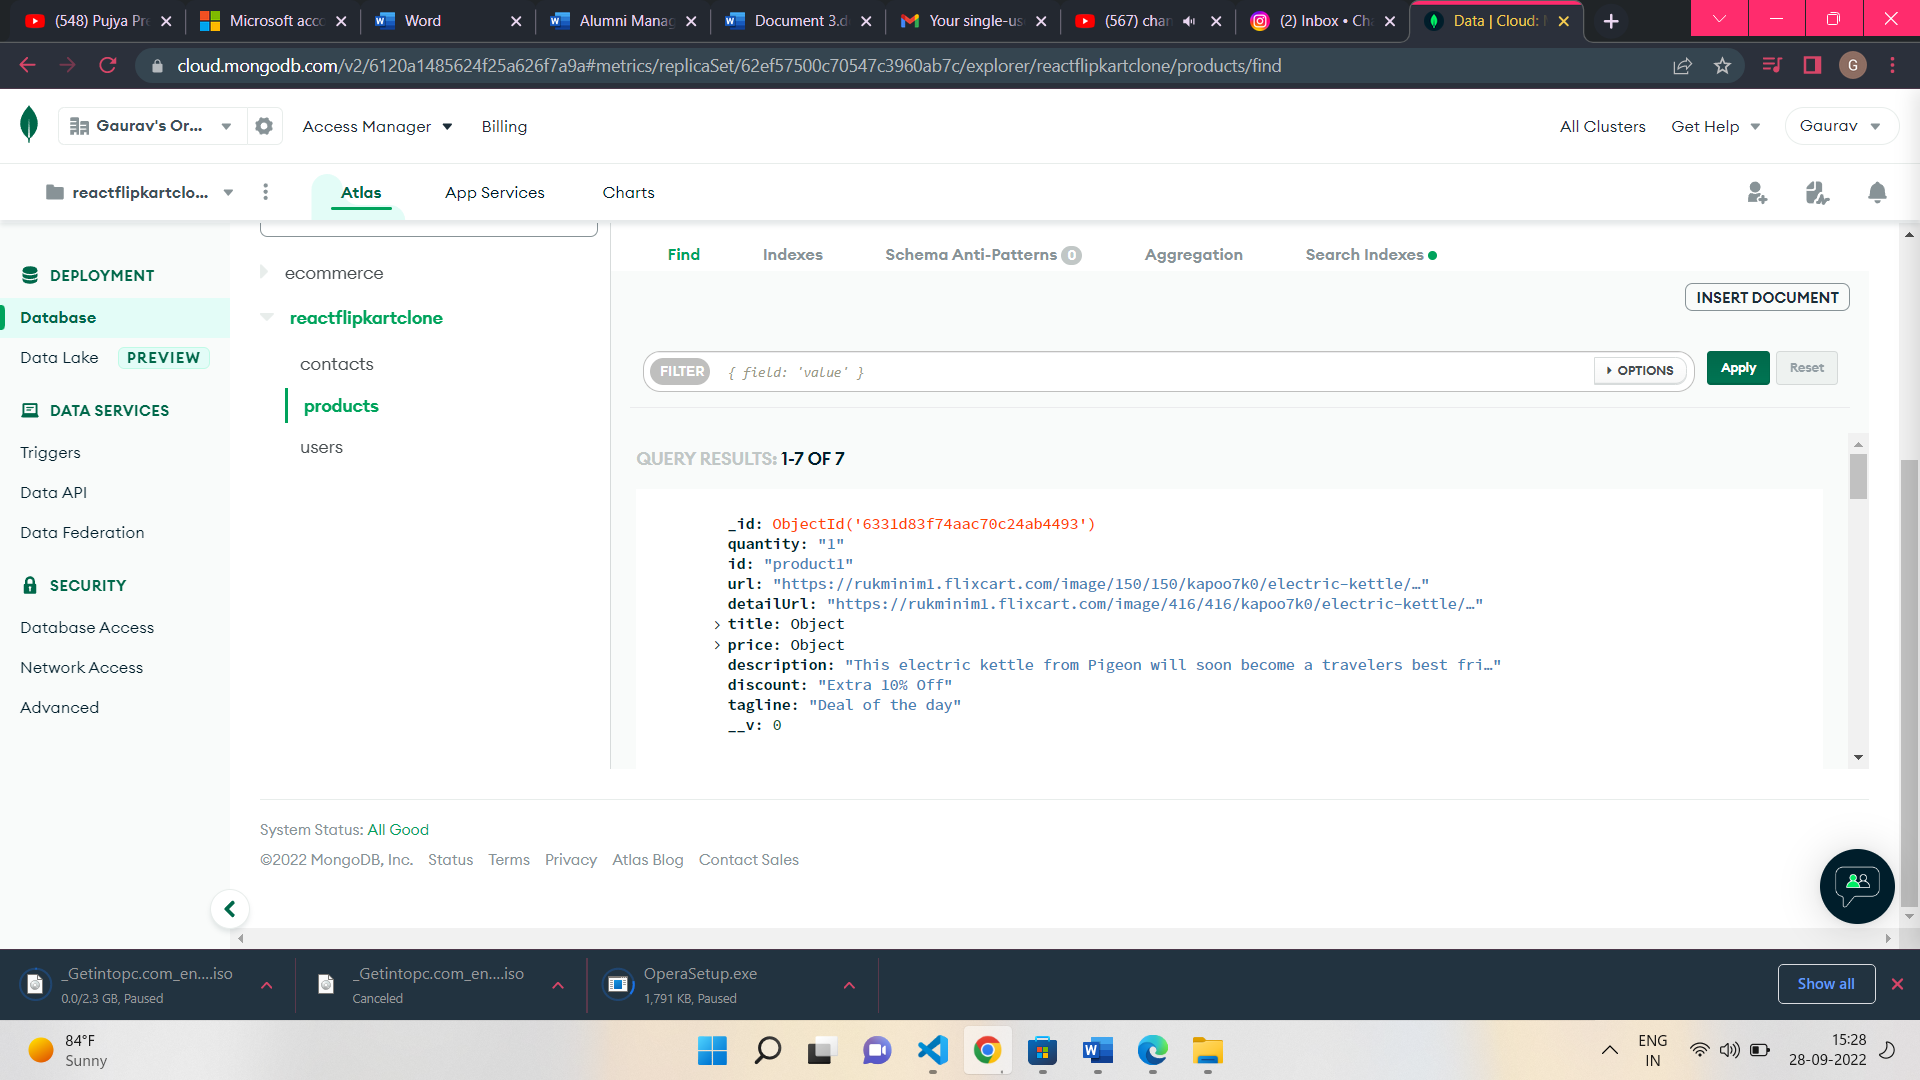 (548) Pujya Pre
Microsoft acco
Word
Alumni Manag
Document 3.d
Your single-us
(567) chan
(2) Inbox • Ch
Data | Cloud: M
cloud.mongodb.com/v2/6120a1485624f25a626f7a9a#metrics/replicaSet/62ef57500c70547c3960ab7c/explorer/reactflipkartclone/products/find
G
Gaurav's Or...
Access Manager
Billing
All Clusters
Get Help
Gaurav
reactflipkartclo...
Atlas
App Services
Charts
DEPLOYMENT
Database
Data Lake PREVIEW
DATA SERVICES
Triggers
Data API
Data Federation
SECURITY
Database Access
Network Access
Advanced
ecommerce
reactflipkartclone
contacts
products
users
Find
Indexes
Schema Anti-Patterns 0
Aggregation
Search Indexes
INSERT DOCUMENT
FILTER { field: 'value' }
OPTIONS
Apply
Reset
QUERY RESULTS: 1-7 OF 7
_id: ObjectId('6331d83f74aac70c24ab4493')
quantity: "1"
id: "product1"
url: "https://rukminim1.flixcart.com/image/150/150/kapoo7k0/electric-kettle/…"
detailUrl: "https://rukminim1.flixcart.com/image/416/416/kapoo7k0/electric-kettle/…"
title: Object
price: Object
description: "This electric kettle from Pigeon will soon become a travelers best fri…"
discount: "Extra 10% Off"
tagline: "Deal of the day"
__v: 0
System Status: All Good
©2022 MongoDB, Inc. Status Terms Privacy Atlas Blog Contact Sales
_Getintopc.com_en....iso
0.0/2.3 GB, Paused
_Getintopc.com_en....iso
Canceled
OperaSetup.exe
1,791 KB, Paused
Show all
84°F
Sunny
ENG
IN
15:28
28-09-2022